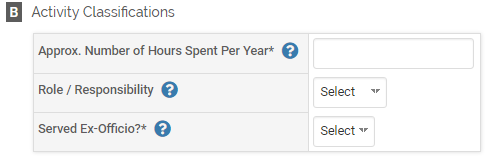 B Activity Classifications
Approx. Number of Hours Spent Per Year* ?
Role / Responsibility ? Select
Served Ex-Officio?* ? Select